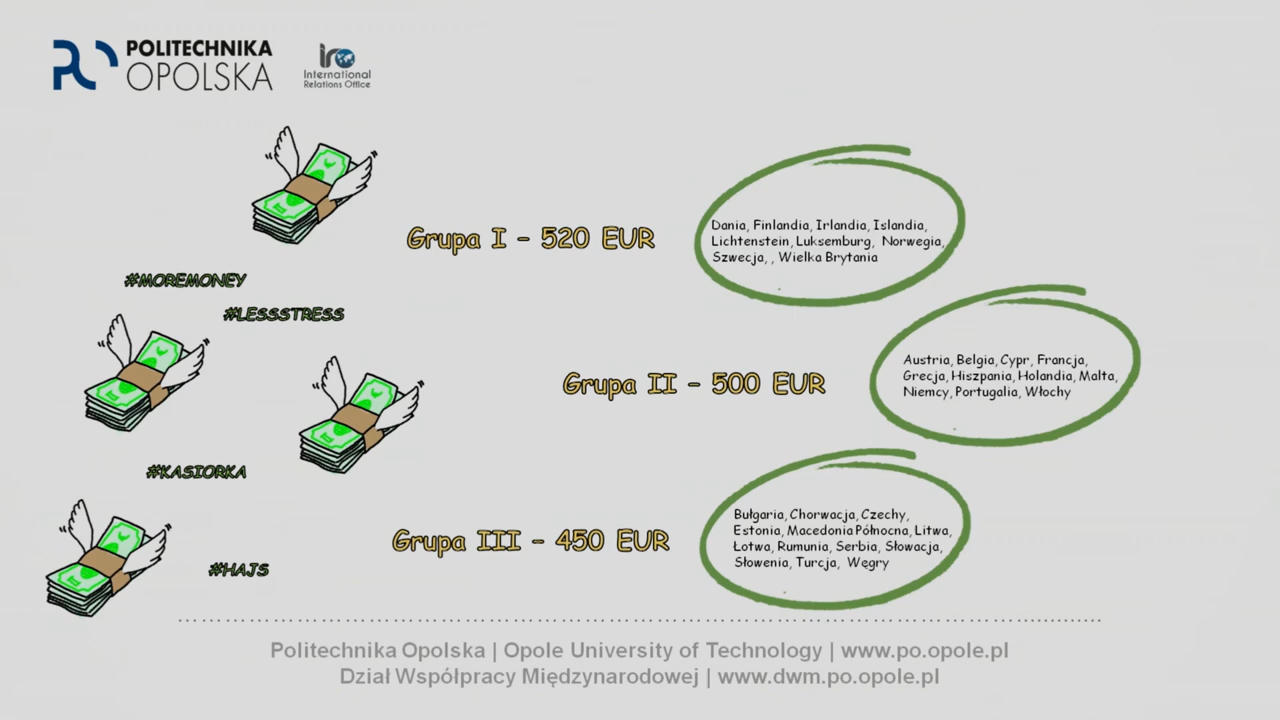 POLITECHNIKA
OPOLSKA
iro
International
Relations Office
Grupa I - 520 EUR
Dania, Finlandia, Irlandia, Islandia,
Lichtenstein, Luksemburg, Norwegia,
Szwecja, , Wielka Brytania
#MOREMONEY
#LESSSTRESS
Grupa II - 500 EUR
Austria, Belgia, Cypr, Francja,
Grecja, Hiszpania, Holandia, Malta,
Niemcy, Portugalia, Włochy
#KASIORKA
Grupa III - 450 EUR
Bułgaria, Chorwacja, Czechy,
Estonia, Macedonia Północna, Litwa,
Łotwa, Rumunia, Serbia, Słowacja,
Słowenia, Turcja, Węgry
#HAJS
Politechnika Opolska | Opole University of Technology | www.po.opole.pl
Dział Współpracy Międzynarodowej | www.dwm.po.opole.pl